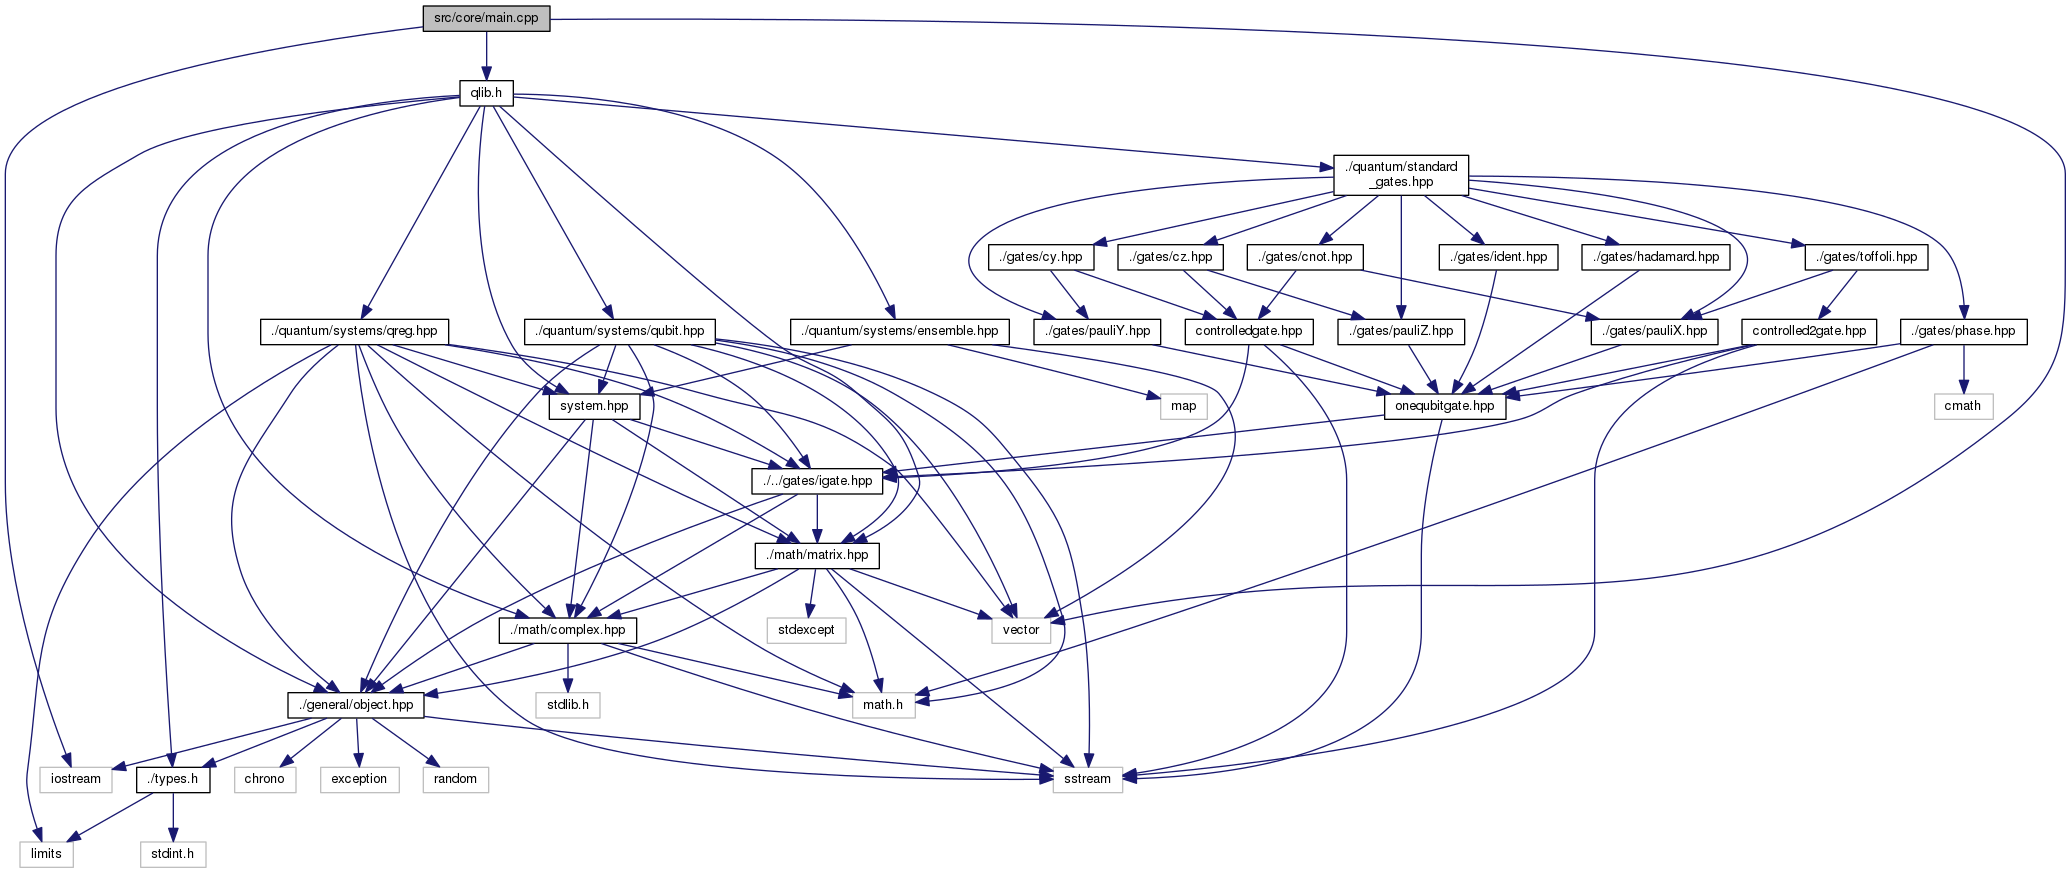 src/core/main.cpp
qlib.h
./quantum/standard
_gates.hpp
./gates/cy.hpp
./gates/cz.hpp
./gates/cnot.hpp
./gates/ident.hpp
./gates/hadamard.hpp
./gates/toffoli.hpp
./quantum/systems/qreg.hpp
./quantum/systems/qubit.hpp
./quantum/systems/ensemble.hpp
./gates/pauliY.hpp
controlledgate.hpp
./gates/pauliZ.hpp
./gates/pauliX.hpp
controlled2gate.hpp
./gates/phase.hpp
system.hpp
map
onequbitgate.hpp
cmath
./../gates/igate.hpp
./math/matrix.hpp
./math/complex.hpp
stdexcept
vector
./general/object.hpp
stdlib.h
math.h
iostream
./types.h
chrono
exception
random
sstream
limits
stdint.h